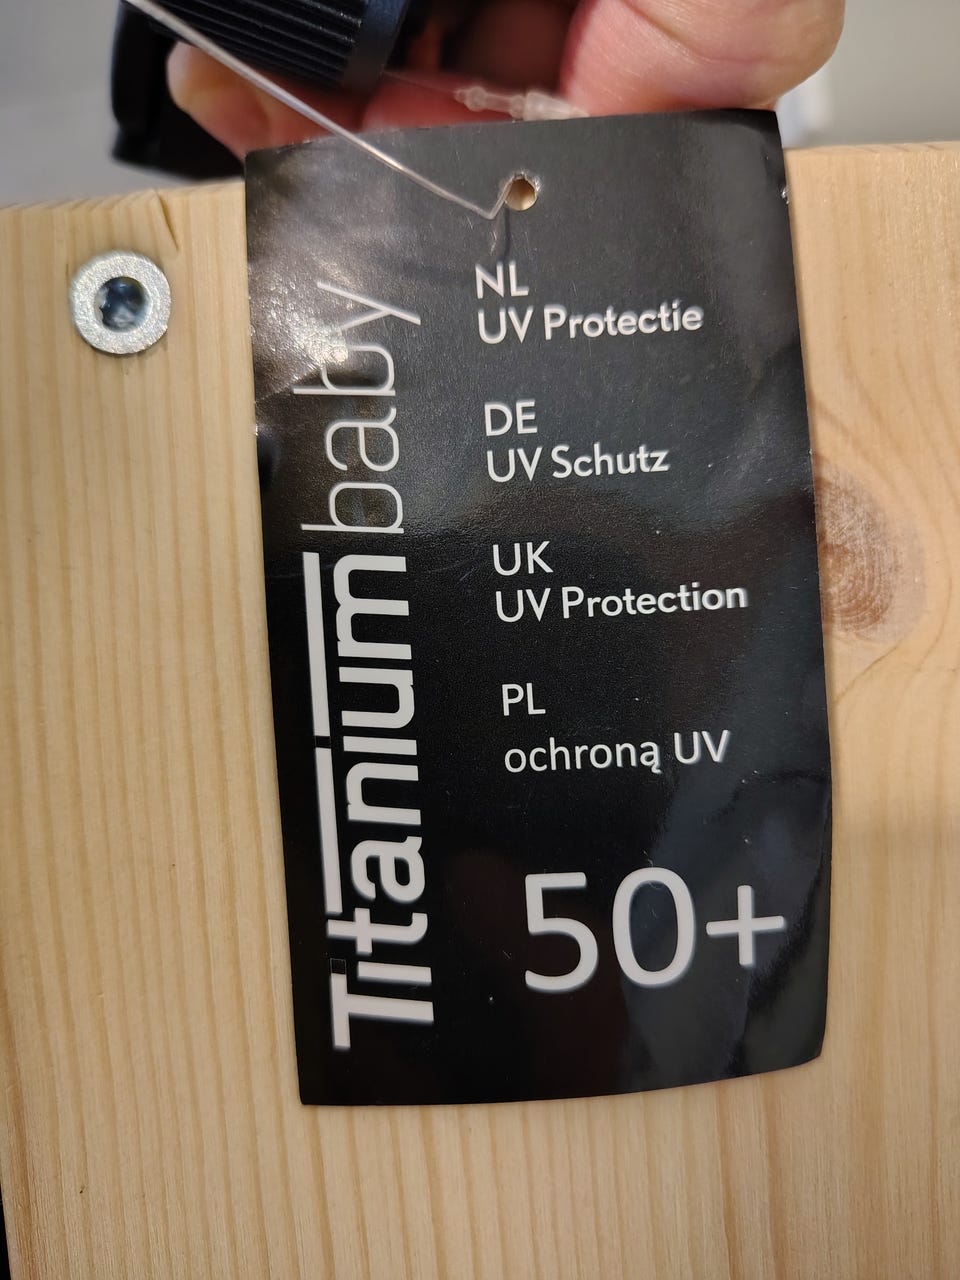 Titaniumbaby
NL
UV Protectie
DE
UV Schutz
UK
UV Protection
PL
ochroną UV
50+